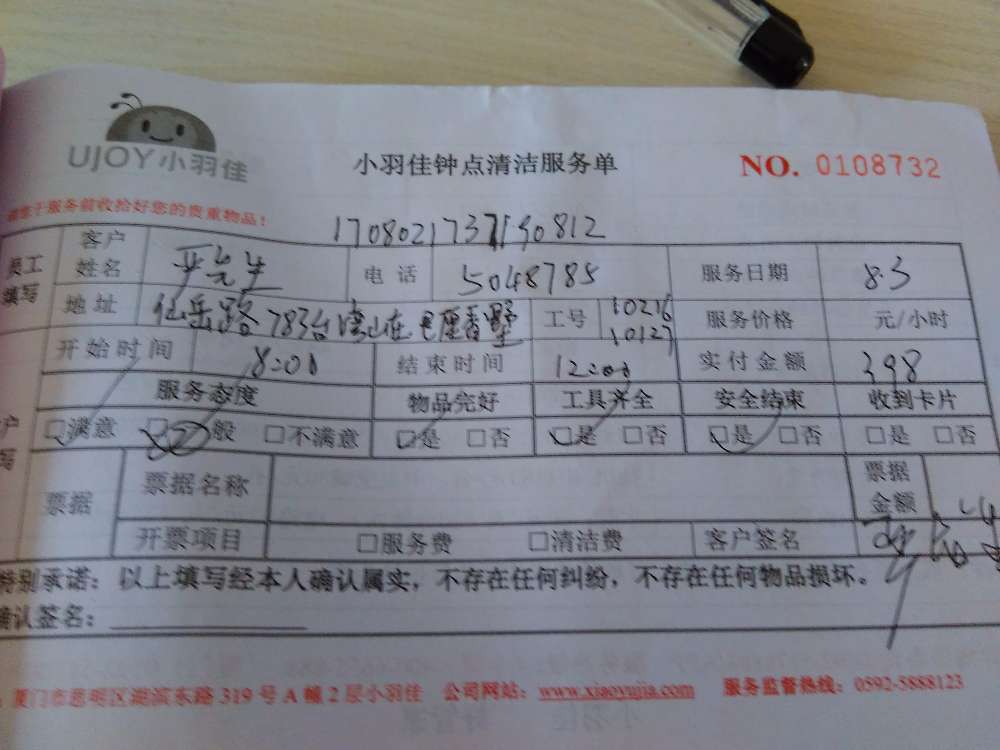 UJOY小羽佳
小羽佳钟点清洁服务单
NO. 0108732
于服务前收拾好您的贵重物品！
员工填写
客户姓名
先生
电话
5048785
服务日期
8.3
地址
仙岳路783台湾山庄
工号
10216
10127
服务价格
元/小时
开始时间
8:00
结束时间
12:00
实付金额
398
服务态度
物品完好
工具齐全
安全结束
收到卡片
□满意 □般 □不满意
□是 □否
□是 □否
□是 □否
□是 □否
票据
票据名称
票据金额
开票项目
□服务费
□清洁费
客户签名
特别承诺：以上填写经本人确认属实，不存在任何纠纷，不存在任何物品损坏。
确认签名：
厦门市思明区湖滨东路319号A幢2层小羽佳 公司网站：www.xiaoyujia.com 服务监督热线：0592-5888123